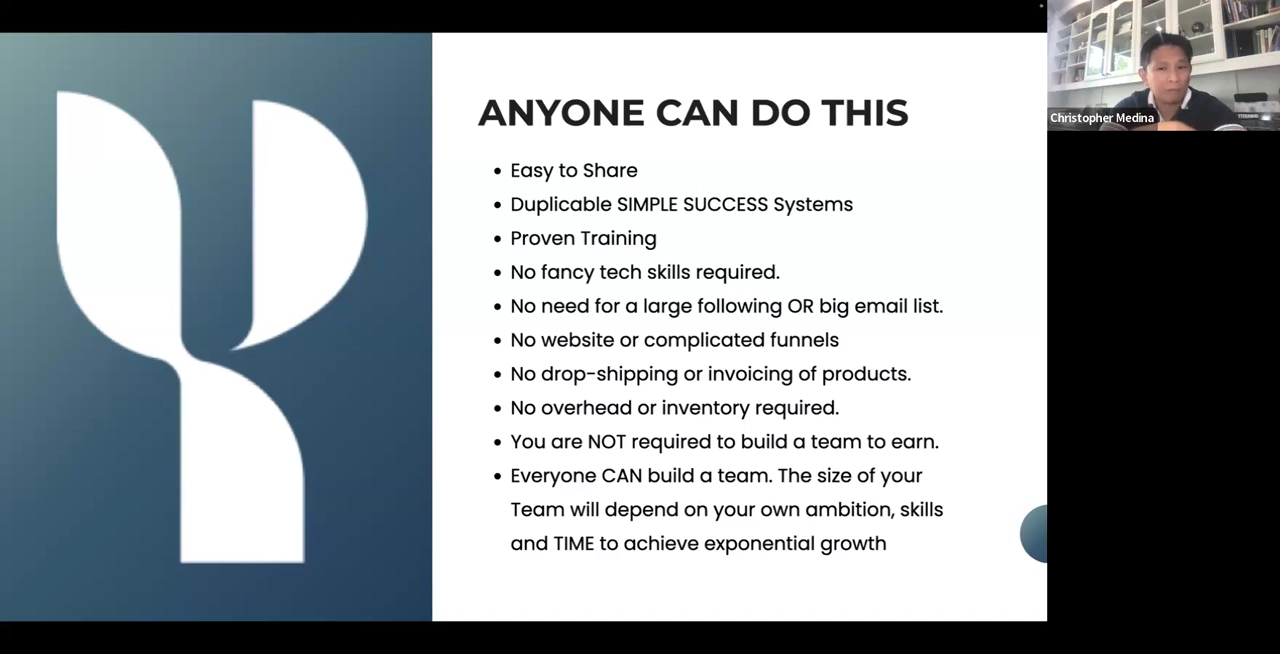 ANYONE CAN DO THIS
Easy to Share
Duplicable SIMPLE SUCCESS Systems
Proven Training
No fancy tech skills required.
No need for a large following OR big email list.
No website or complicated funnels
No drop-shipping or invoicing of products.
No overhead or inventory required.
You are NOT required to build a team to earn.
Everyone CAN build a team. The size of your
Team will depend on your own ambition, skills
and TIME to achieve exponential growth
Christopher Medina